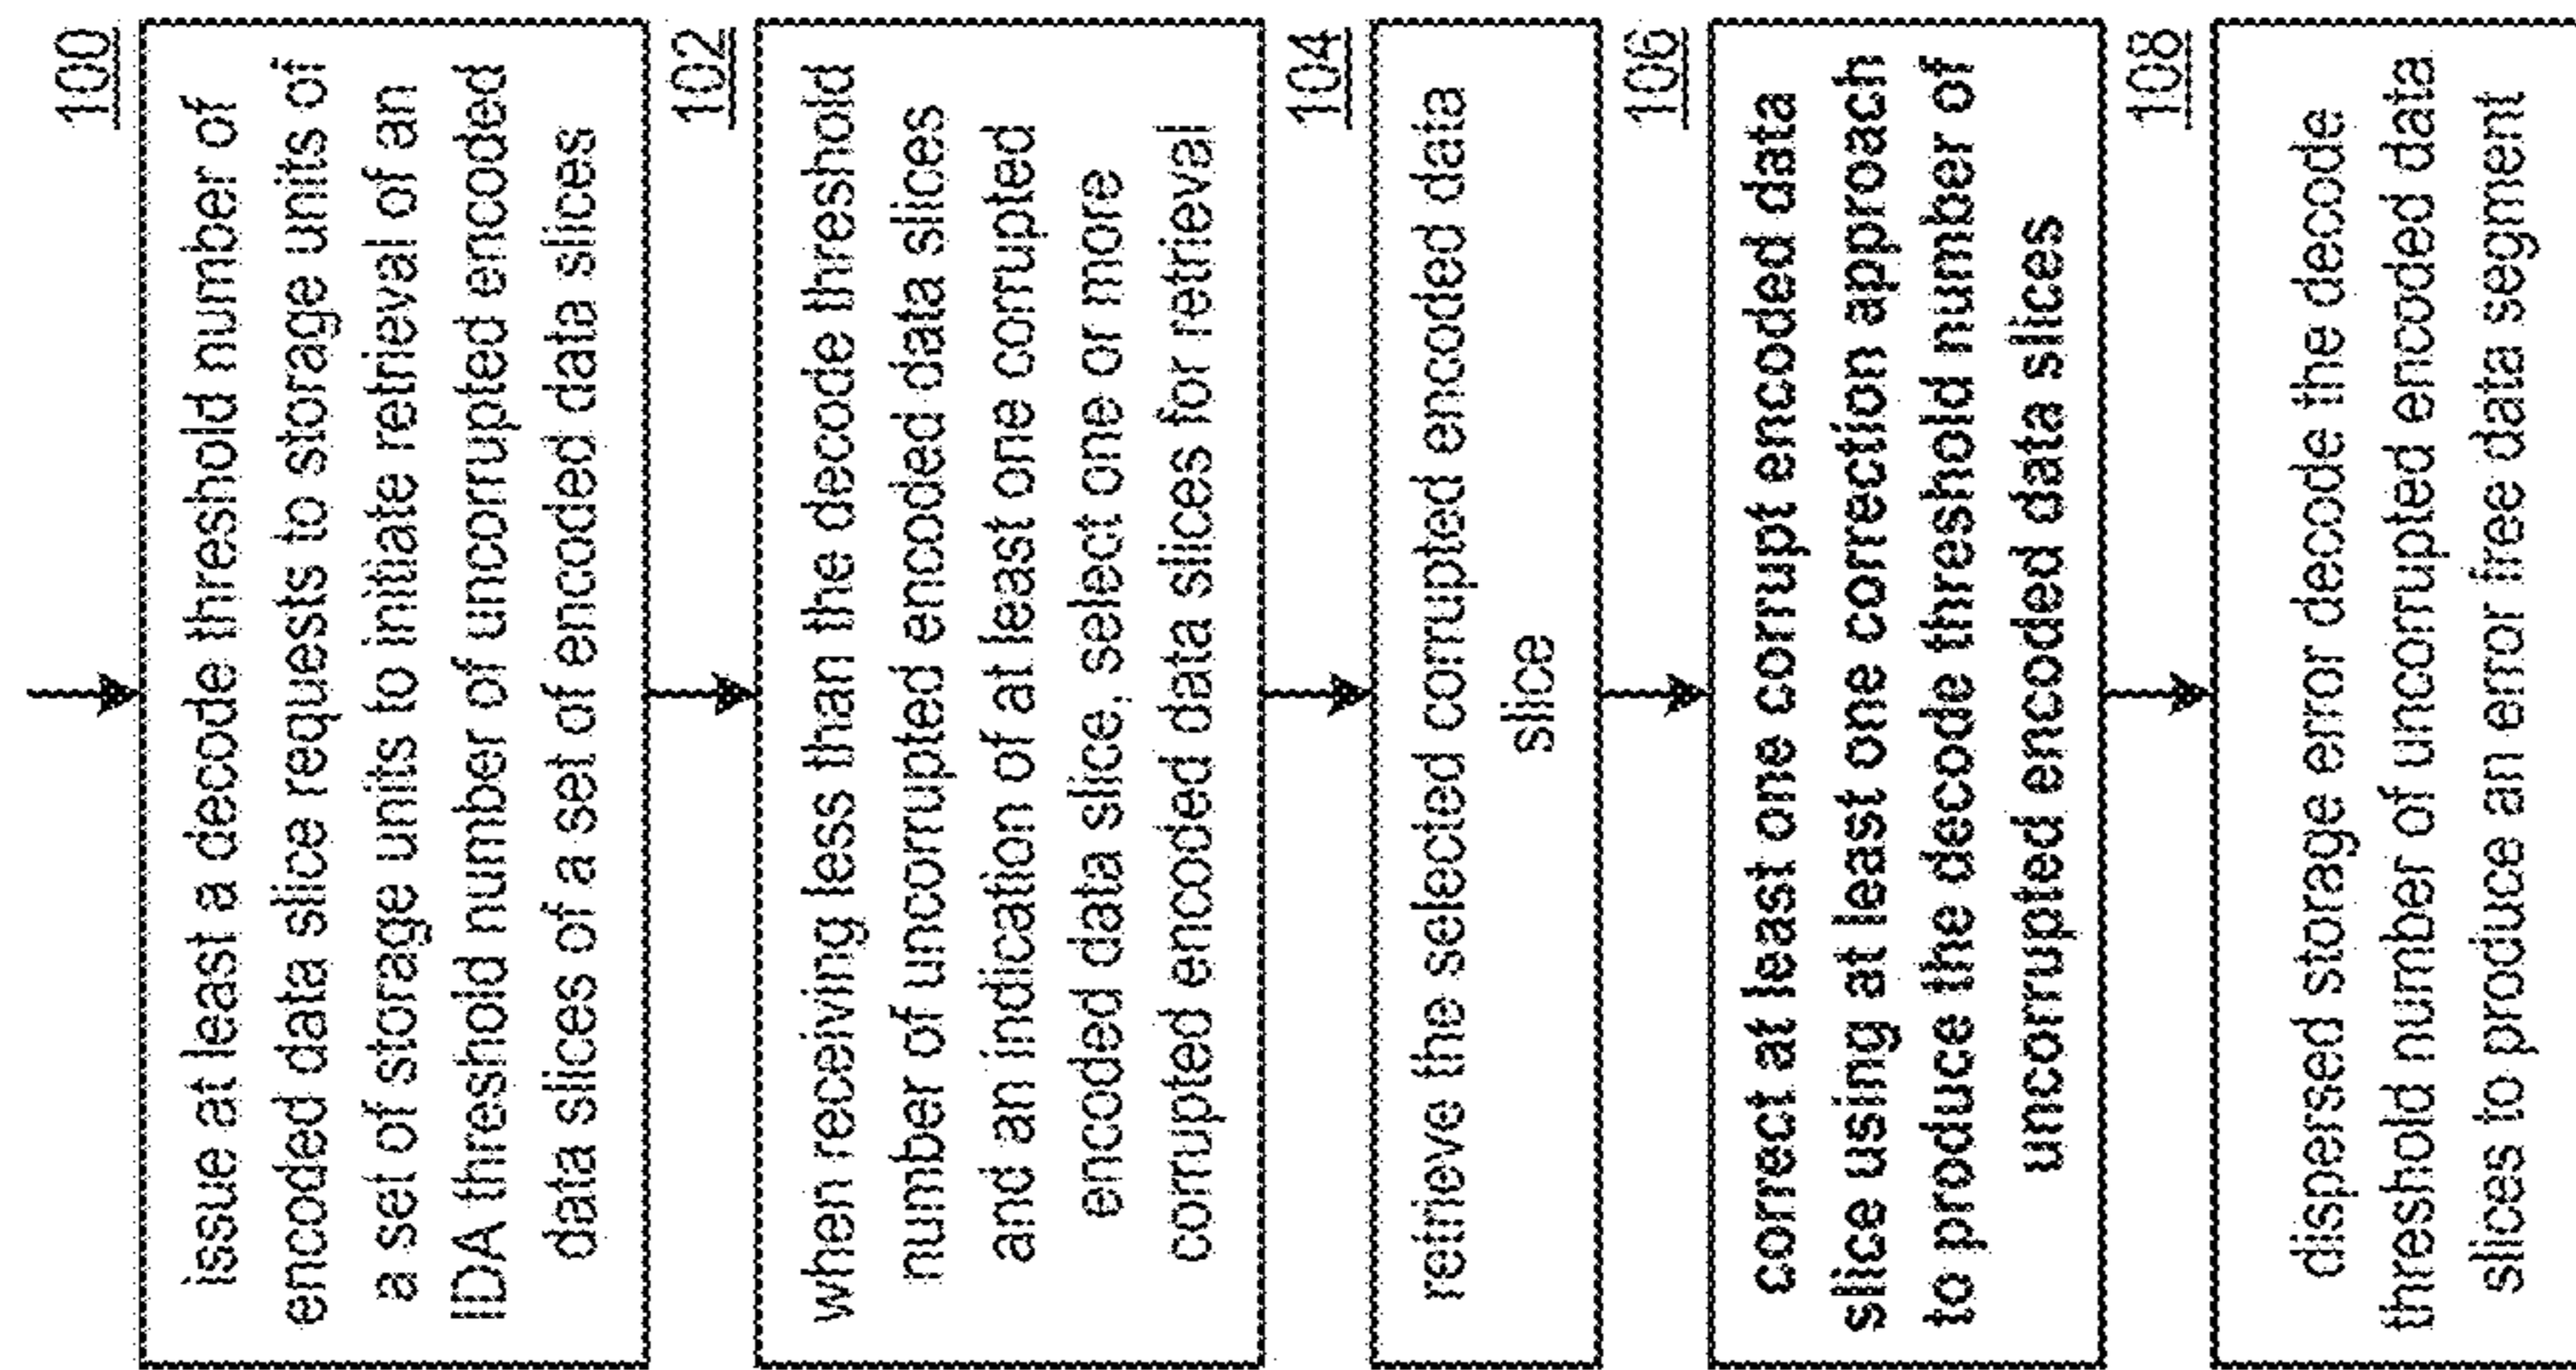 100
issue at least a decode threshold number of
encoded data slice requests to storage units of
a set of storage units to initiate retrieval of an
IDA threshold number of uncorrupted encoded
data slices of a set of encoded data slices
102
when receiving less than the decode threshold
number of uncorrupted encoded data slices
and an indication of at least one corrupted
encoded data slice, select one or more
corrupted encoded data slices for retrieval
104
retrieve the selected corrupted encoded data
slice
106
correct at least one corrupt encoded data
slice using at least one correction approach
to produce the decode threshold number of
uncorrupted encoded data slices
108
dispersed storage error decode the decode
threshold number of uncorrupted encoded data
slices to produce an error free data segment